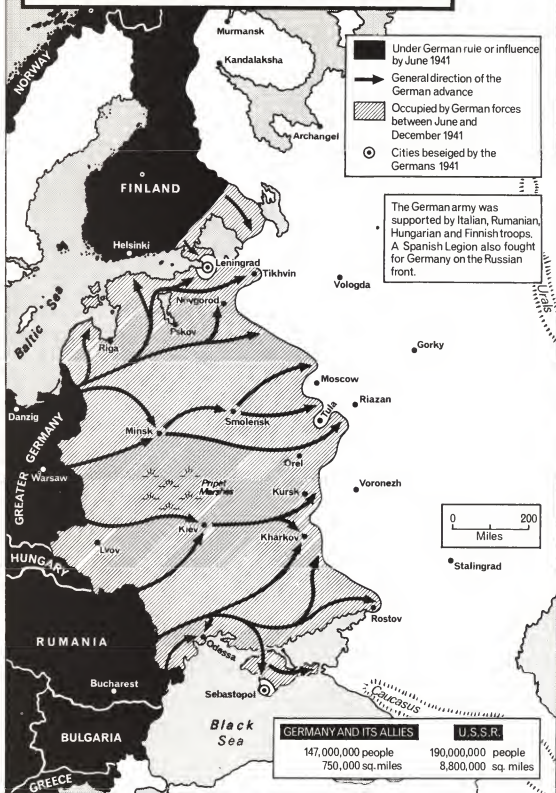 Murmansk
Kandalaksha
NORWAY
Archangel
FINLAND
Helsinki
Leningrad
Tikhvin
Vologda
Baltic Sea
Novgorod
Pskov
Riga
Urals
Gorky
Moscow
Riazan
Tula
Danzig
Smolensk
Minsk
GREATER GERMANY
Warsaw
Orel
Pripet
Marshes
Kursk
Voronezh
Kiev
Kharkov
Lvov
HUNGARY
Stalingrad
Rostov
RUMANIA
Odessa
Bucharest
Sebastopol
Caucasus
Black
Sea
BULGARIA
GREECE
Under German ruie or influence
by June 1941
General direction of the
German advance
Occupied by German forces
between June and
December 1941
Cities beseiged by the
Germans 1941
The German army was
supported by Italian, Rumanian,
Hungarian and Finnish troops.
A Spanish Legion also fought
for Germany on the Russian
front.
0 200
Miles
GERMANY AND ITS ALLIES U.S.S.R.
147,000,000 people 190,000,000 people
750,000 sq. miles 8,800,000 sq. miles